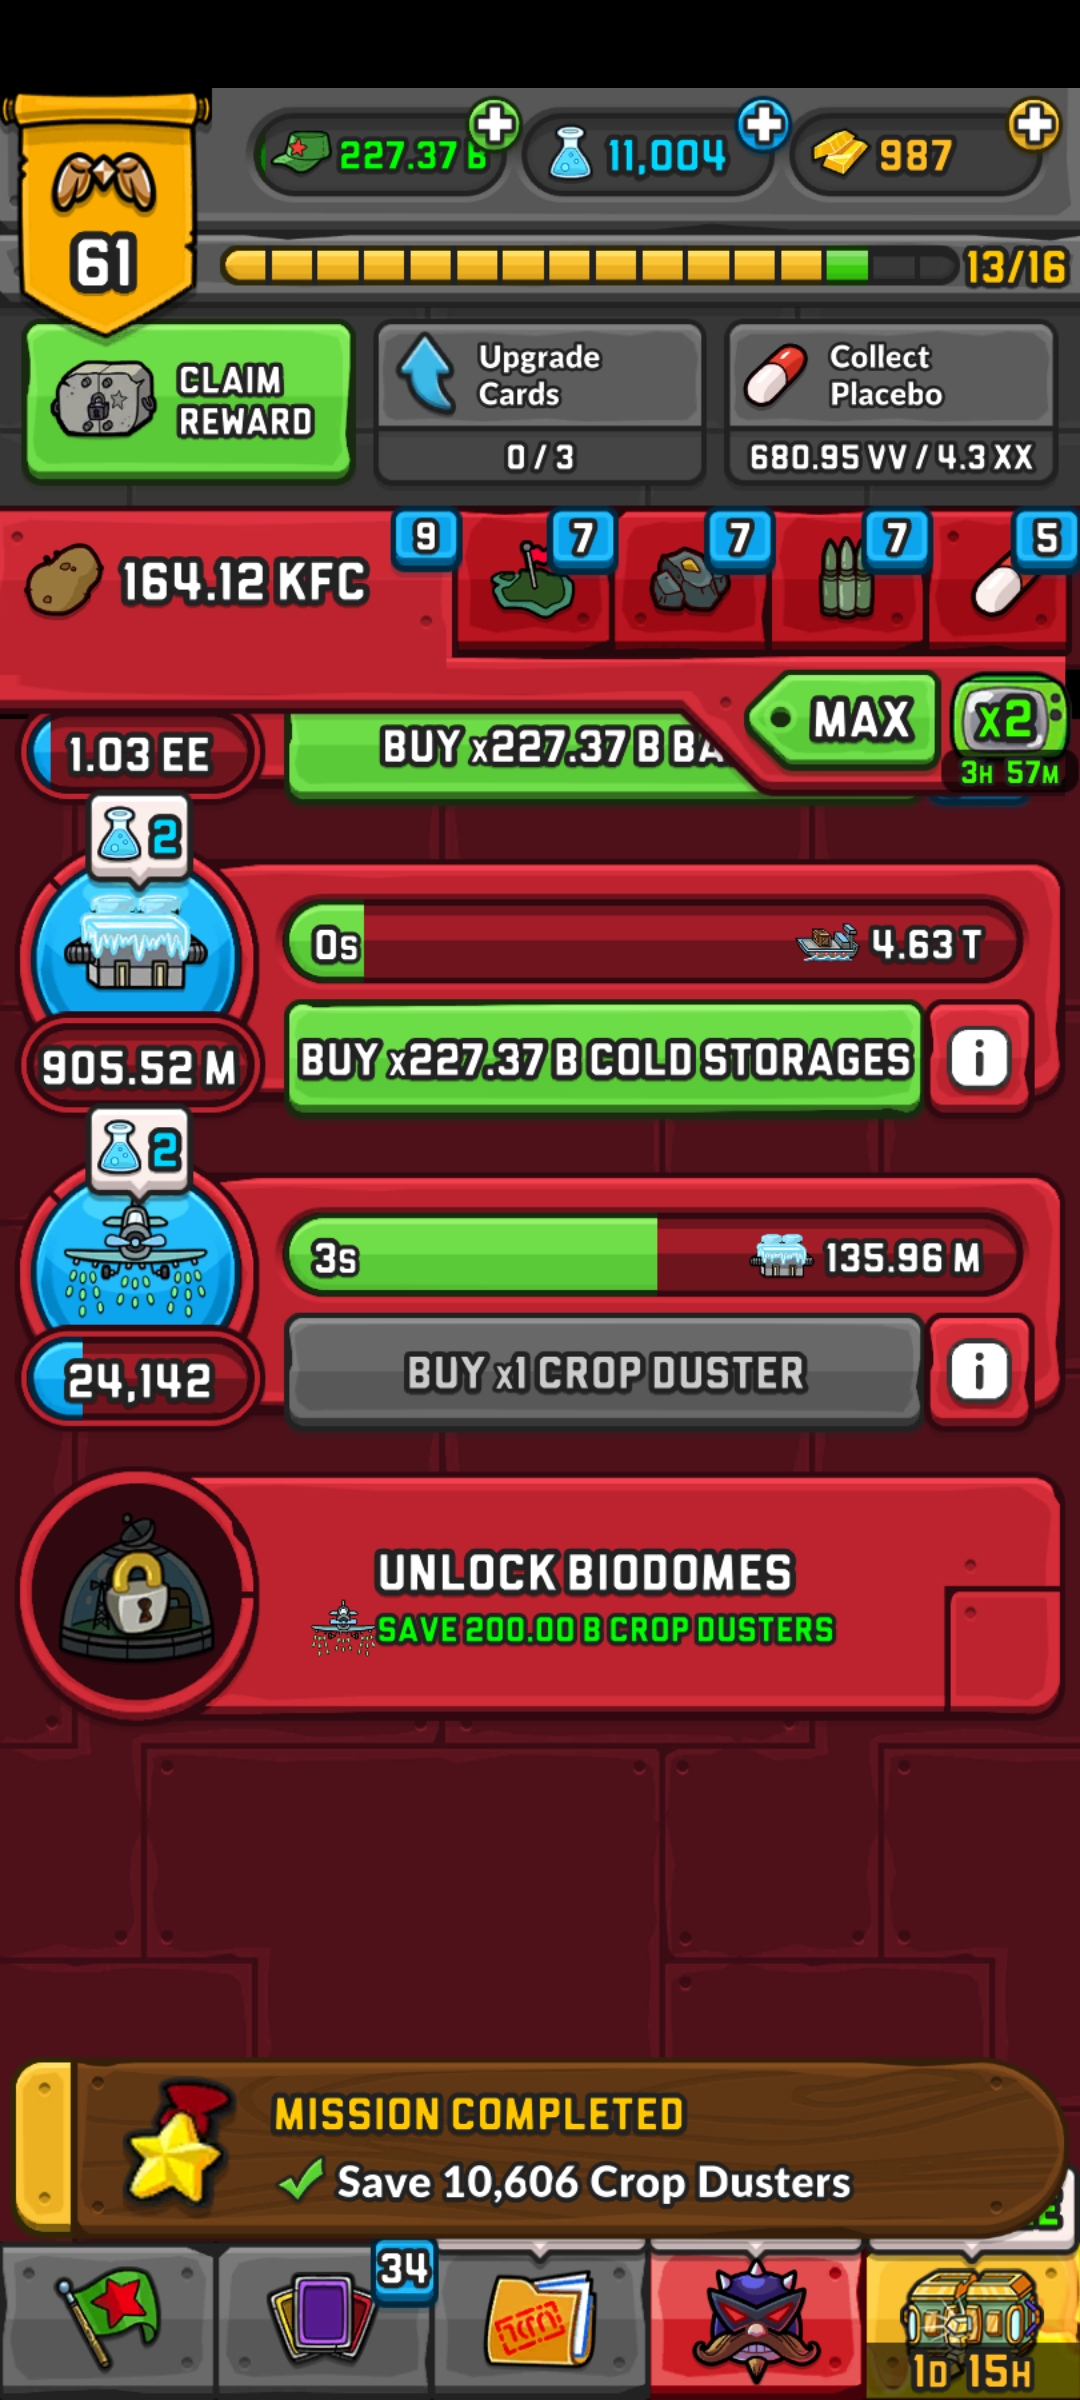 227.37 B
11,004
987
61
13/16
CLAIM
REWARD
Upgrade
Cards
0 / 3
Collect
Placebo
680.95 VV / 4.3 XX
164.12 KFC
9
7
7
7
5
MAX
x2
3H 57M
1.03 EE
BUY x227.37 B BA
2
0s
4.63 T
905.52 M
BUY x227.37 B COLD STORAGES
i
2
3s
135.96 M
24,142
BUY x1 CROP DUSTER
i
UNLOCK BIODOMES
SAVE 200.00 B CROP DUSTERS
MISSION COMPLETED
Save 10,606 Crop Dusters
34
1D 15H